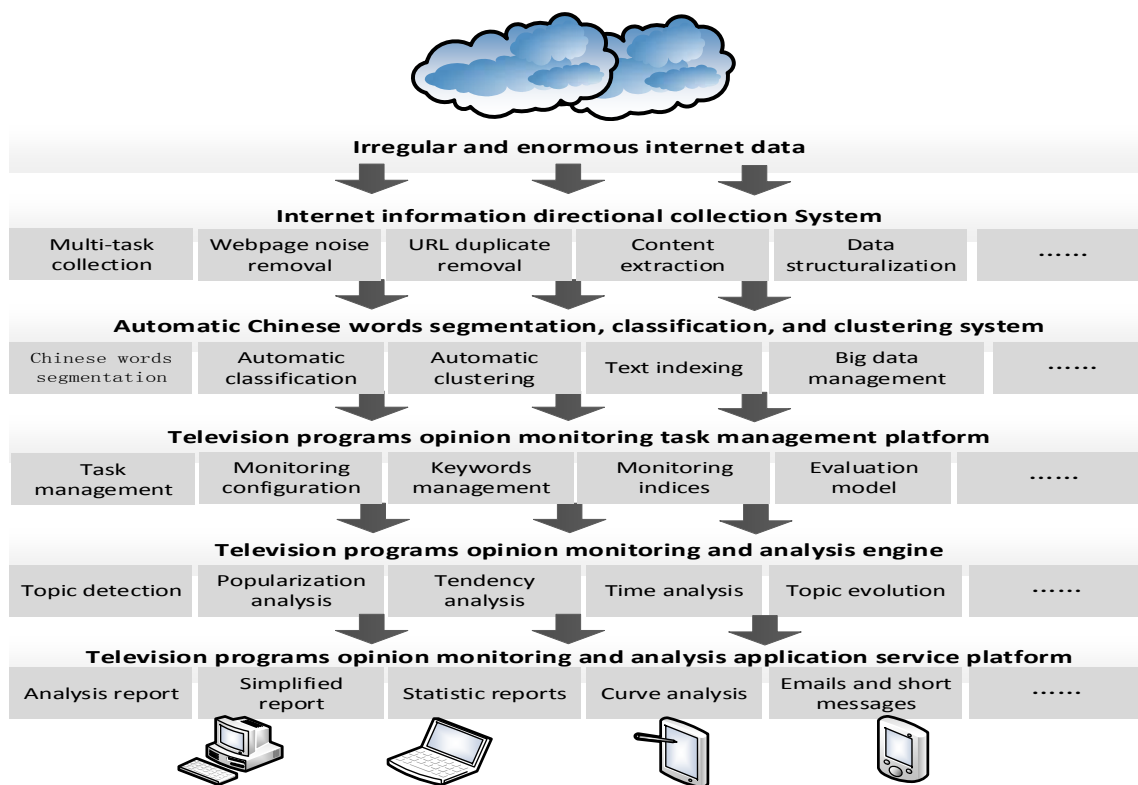 Irregular and enormous internet data
Internet information directional collection System
Multi-task
collection
Webpage noise
removal
URL duplicate
removal
Content
extraction
Data
structuralization
......
Automatic Chinese words segmentation, classification, and clustering system
Chinese words
segmentation
Automatic
classification
Automatic
clustering
Text indexing
Big data
management
......
Television programs opinion monitoring task management platform
Task
management
Monitoring
configuration
Keywords
management
Monitoring
indices
Evaluation
model
......
Television programs opinion monitoring and analysis engine
Topic detection
Popularization
analysis
Tendency
analysis
Time analysis
Topic evolution
......
Television programs opinion monitoring and analysis application service platform
Analysis report
Simplified
report
Statistic reports
Curve analysis
Emails and short
messages
......